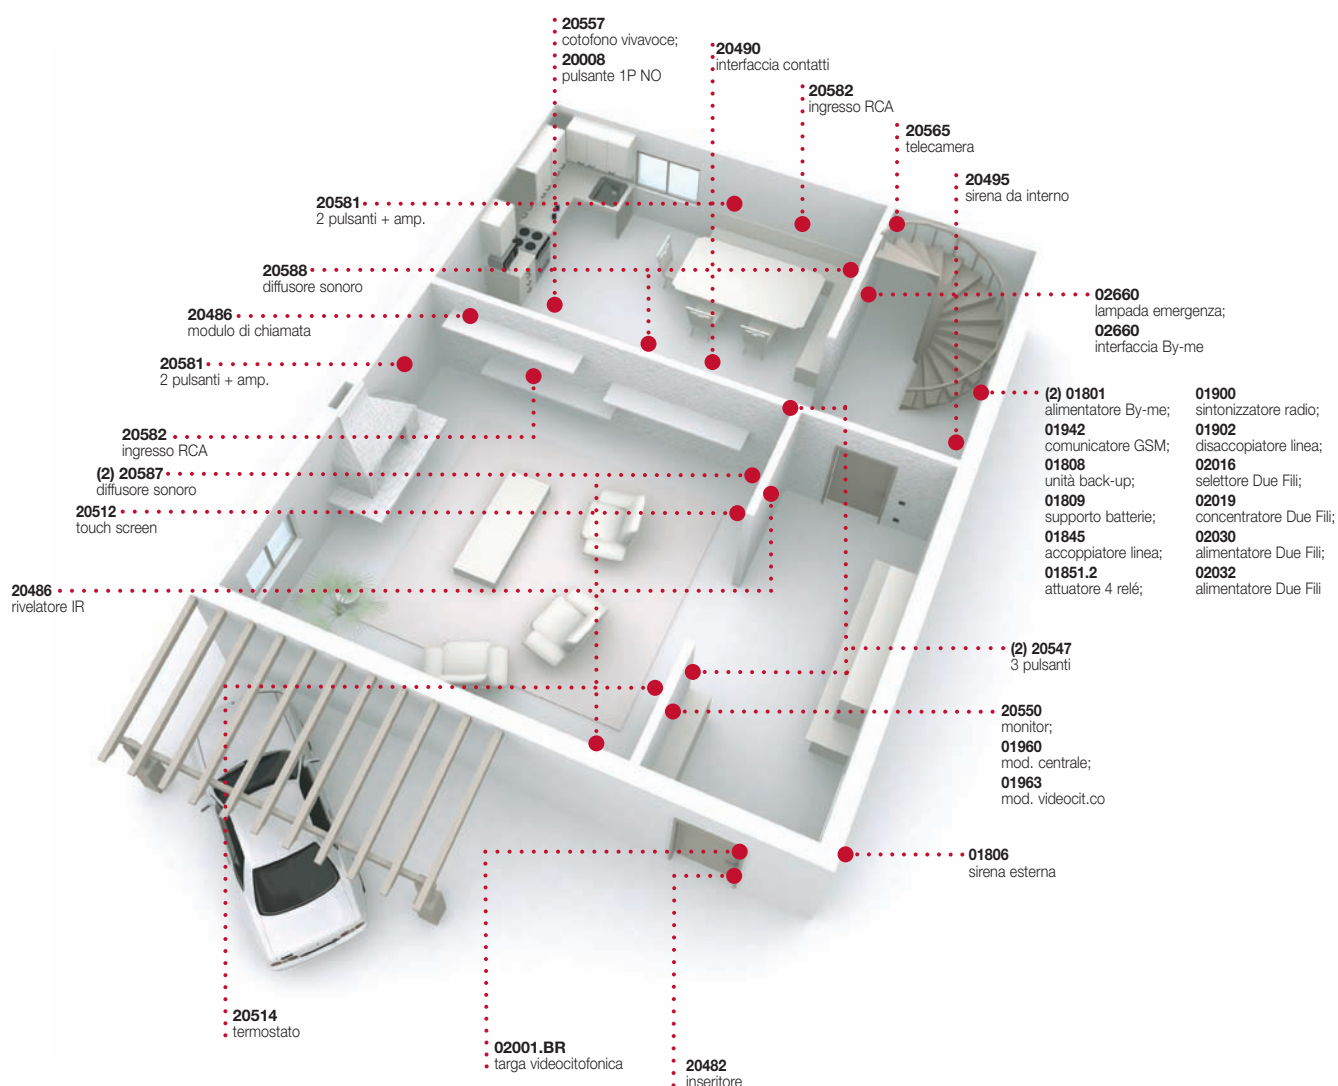 20557
cotofono vivavoce;
20008
pulsante 1P NO
20490
interfaccia contatti
20582
ingresso RCA
20565
telecamera
20495
sirena da interno
20581
2 pulsanti + amp.
20588
diffusore sonoro
20486
modulo di chiamata
20581
2 pulsanti + amp.
20582
ingresso RCA
(2) 20587
diffusore sonoro
20512
touch screen
20486
rivelatore IR
02660
lampada emergenza;
02660
interfaccia By-me
(2) 01801
alimentatore By-me;
01942
comunicatore GSM;
01808
unità back-up;
01809
supporto batterie;
01845
accoppiatore linea;
01851.2
attuatore 4 relé;
01900
sintonizzatore radio;
01902
disaccopiatore linea;
02016
selettore Due Fili;
02019
concentratore Due Fili;
02030
alimentatore Due Fili;
02032
alimentatore Due Fili
(2) 20547
3 pulsanti
20550
monitor;
01960
mod. centrale;
01963
mod. videocit.co
01806
sirena esterna
20514
termostato
02001.BR
targa videocitofonica
20482
inseritore